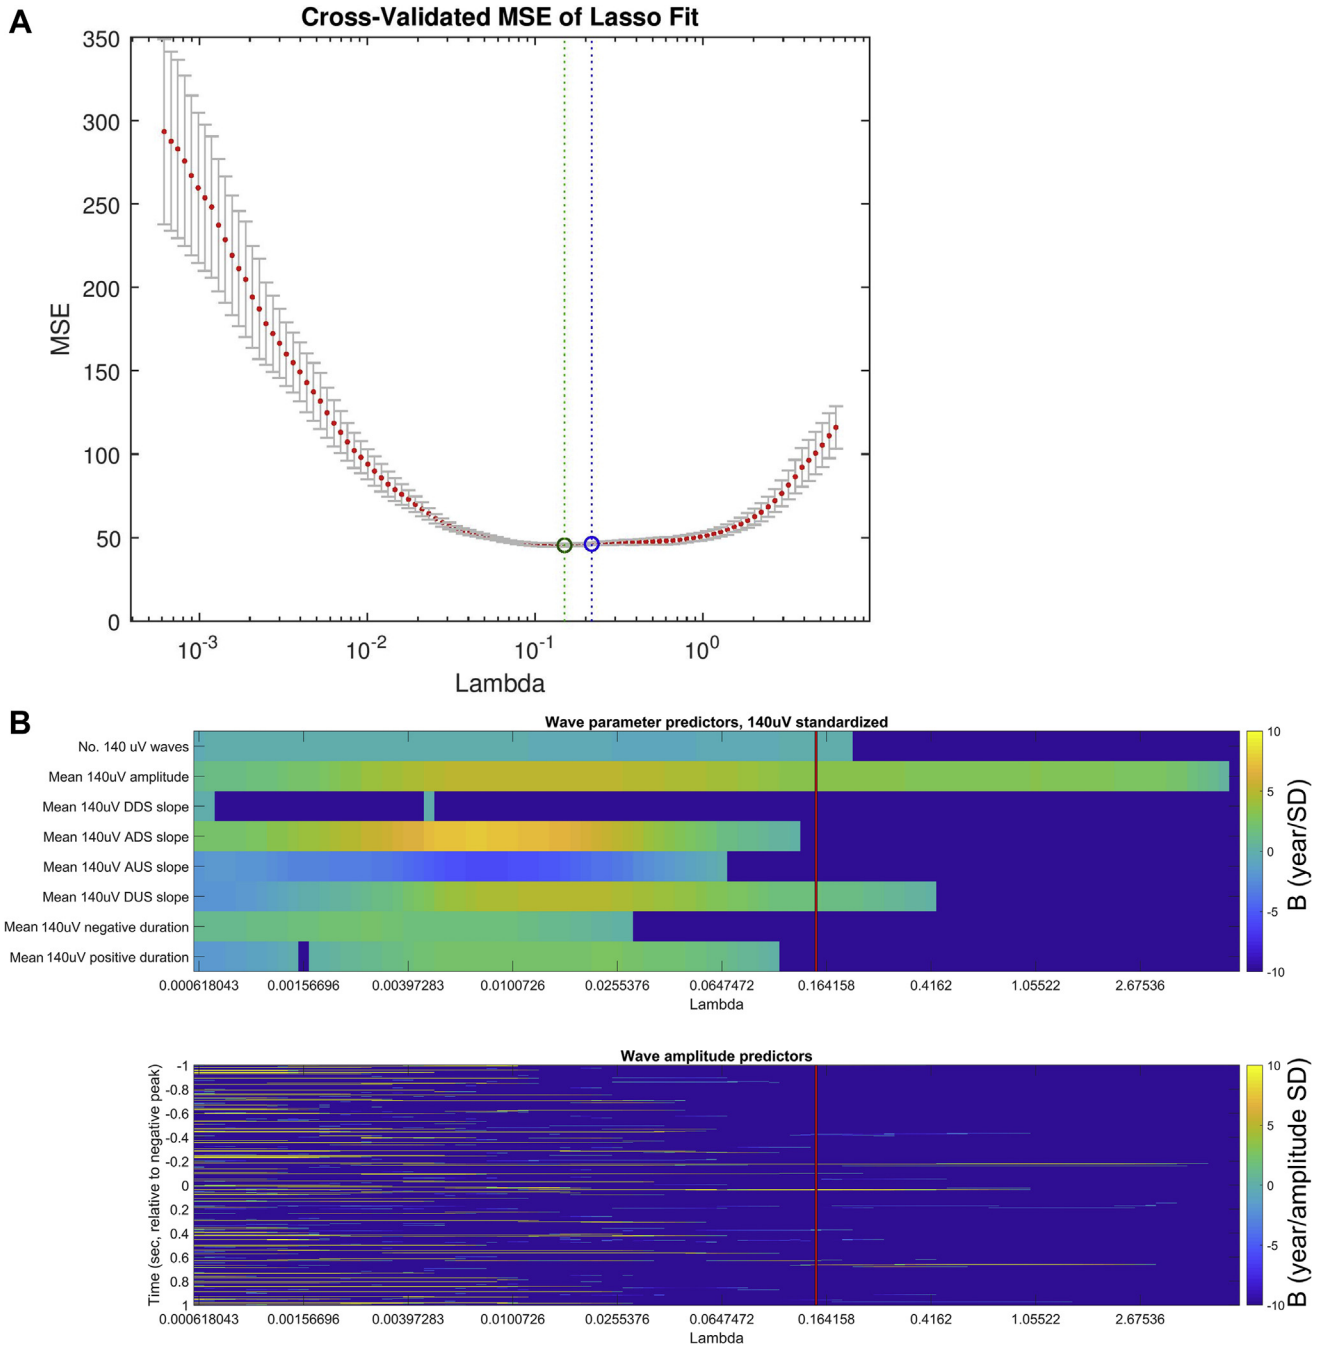 A
Cross-Validated MSE of Lasso Fit
350
300
250
200
150
100
50
0
MSE
10-3 10-2 10-1 100
Lambda
B
Wave parameter predictors, 140uV standardized
No. 140 uV waves
Mean 140uV amplitude
Mean 140uV DDS slope
Mean 140uV ADS slope
Mean 140uV AUS slope
Mean 140uV DUS slope
Mean 140uV negative duration
Mean 140uV positive duration
0.000618043 0.00156696 0.00397283 0.0100726 0.0255376 0.0647472 0.164158 0.4162 1.05522 2.67536
Lambda
10
5
0
-5
-10
B (year/SD)
Wave amplitude predictors
Time (sec, relative to negative peak)
-1
-0.8
-0.6
-0.4
-0.2
0
0.2
0.4
0.6
0.8
1
0.000618043 0.00156696 0.00397283 0.0100726 0.0255376 0.0647472 0.164158 0.4162 1.05522 2.67536
Lambda
10
5
0
-5
-10
B (year/amplitude SD)